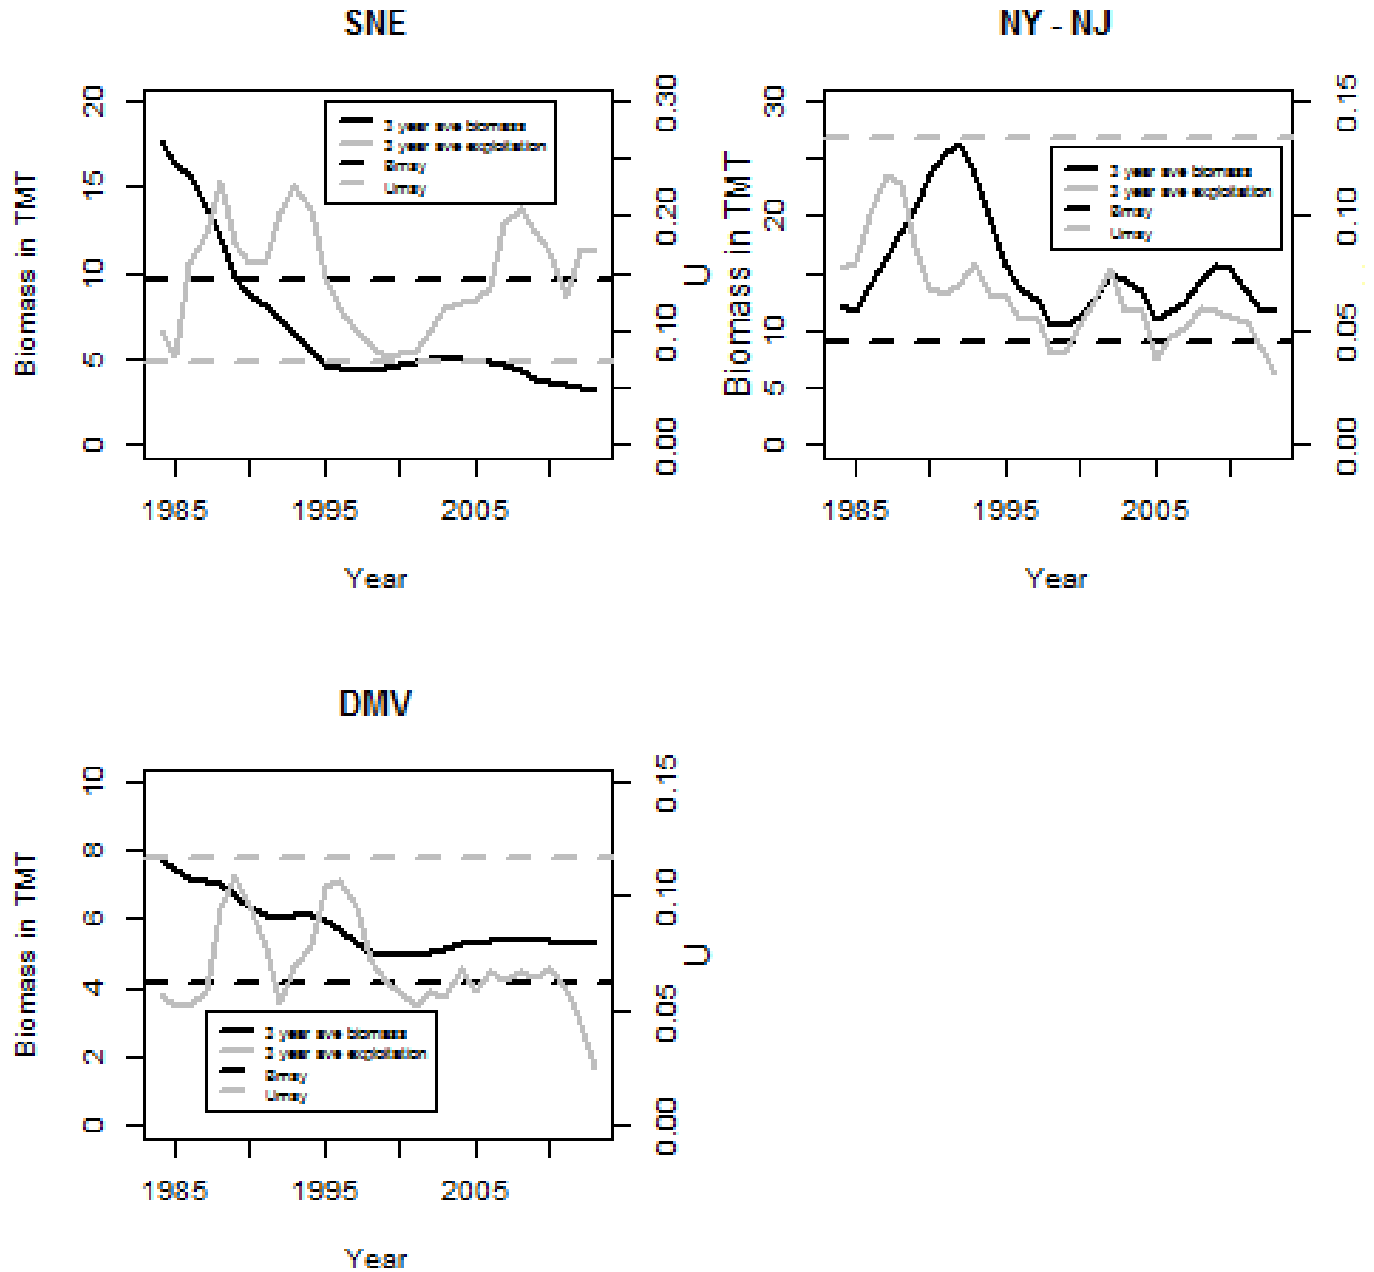 SNE
Biomass in TMT
20
15
10
5
0
0.30
0.20
0.10
0.00
U
3 year ave biomass
3 year ave exploitation
Bmsy
Umsy
1985 1995 2005
Year
NY - NJ
Biomass in TMT
30
20
10
5
0
0.15
0.10
0.05
0.00
3 year ave biomass
3 year ave exploitation
Bmsy
Umsy
1985 1995 2005
Year
DMV
Biomass in TMT
10
8
6
4
2
0
0.15
0.10
0.05
0.00
U
3 year ave biomass
3 year ave exploitation
Bmsy
Umsy
1985 1995 2005
Year